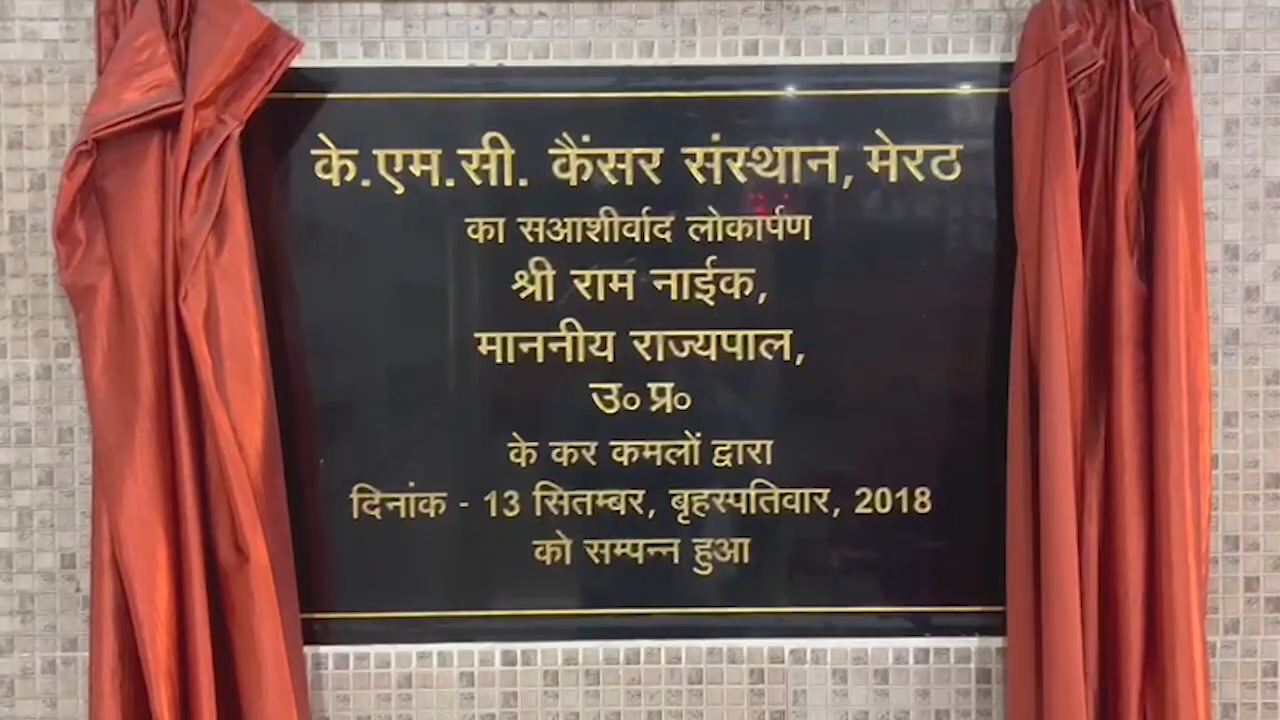 के.एम.सी. कैंसर संस्थान, मेरठ
का सआशीर्वाद लोकार्पण
श्री राम नाईक,
माननीय राज्यपाल,
उ० प्र०
के कर कमलों द्वारा
दिनांक - 13 सितम्बर, बृहस्पतिवार, 2018
को सम्पन्न हुआ